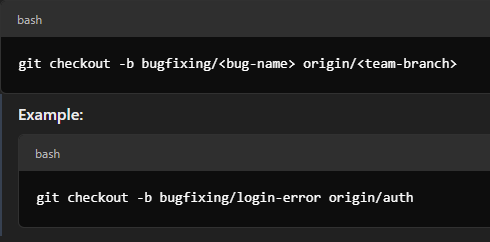 bash
git checkout -b bugfixing/<bug-name> origin/<team-branch>
Example:
bash
git checkout -b bugfixing/login-error origin/auth